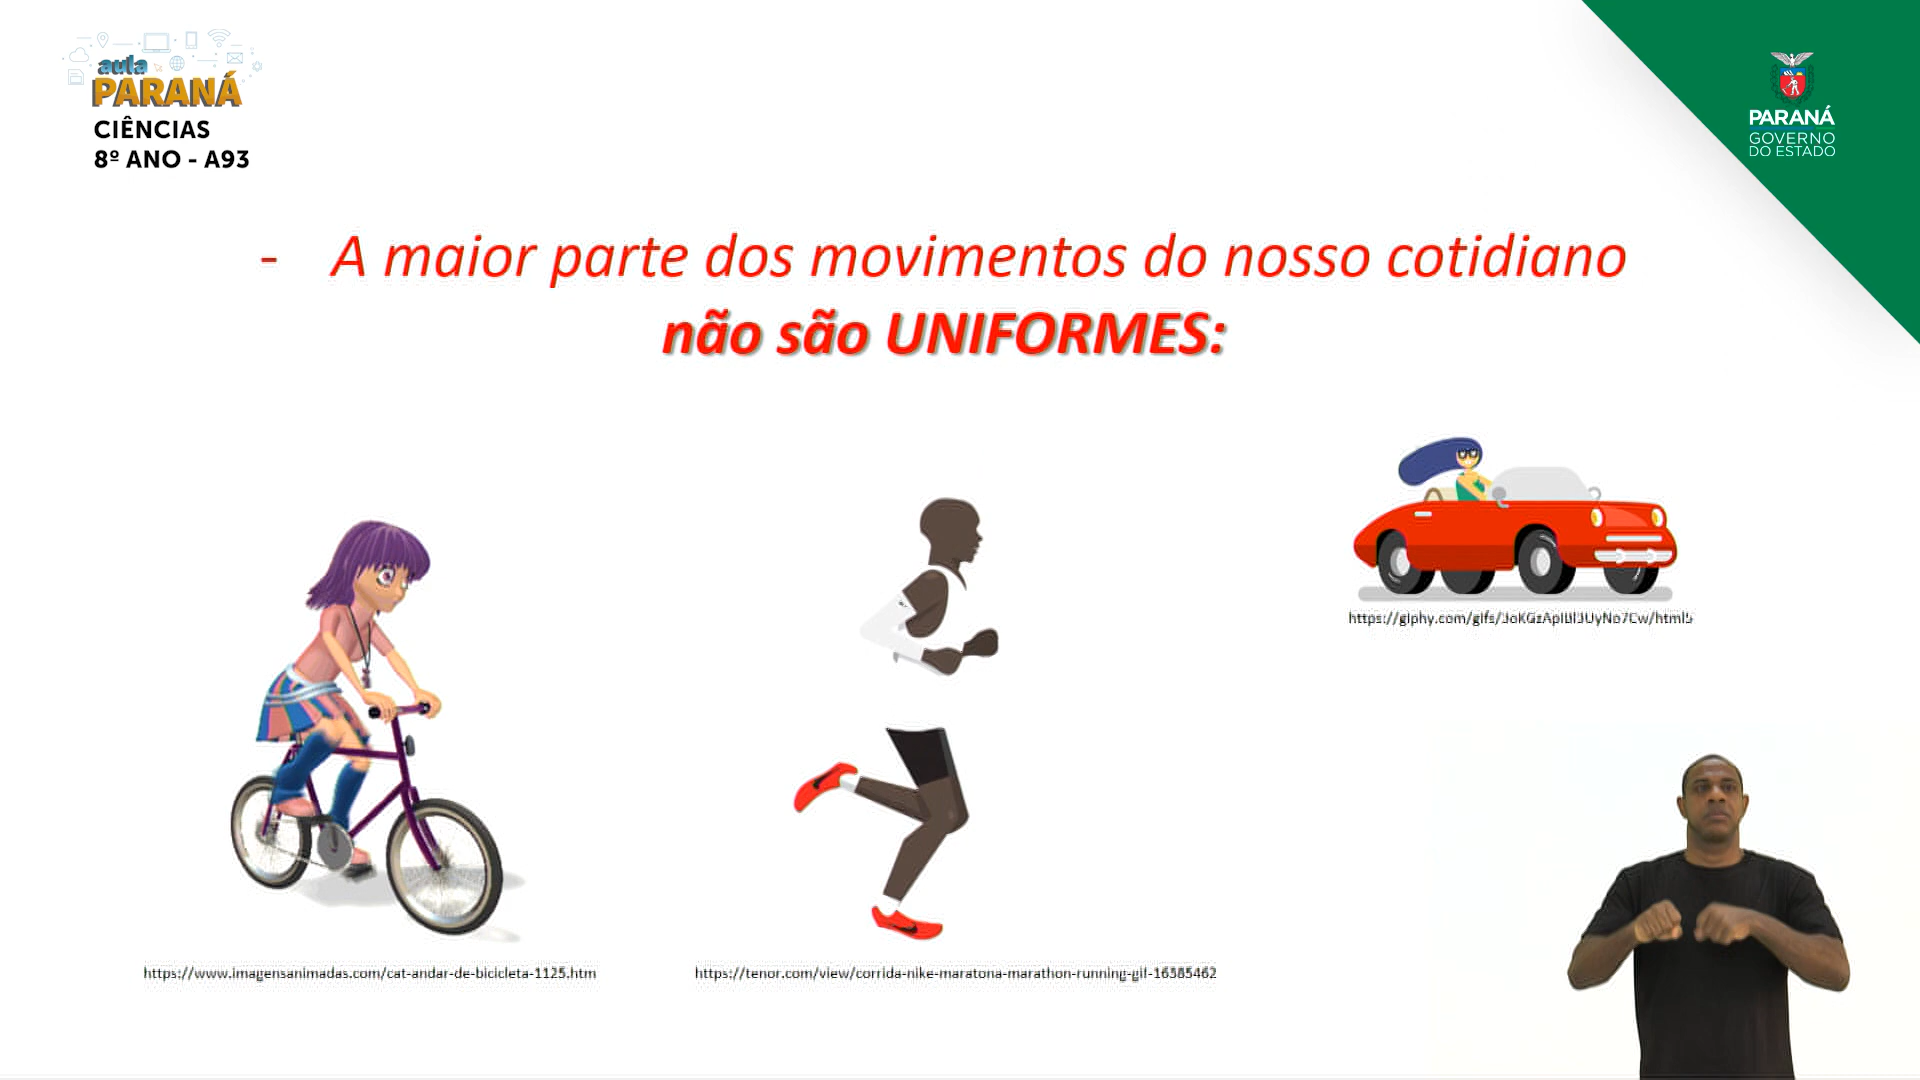 aula
PARANÁ
CIÊNCIAS
8º ANO - A93
PARANÁ
GOVERNO
DO ESTADO
- A maior parte dos movimentos do nosso cotidiano
não são UNIFORMES:
https://www.imagensanimadas.com/cat-andar-de-bicicleta-1125.htm
https://tenor.com/view/corrida-nike-maratona-marathon-running-gif-16385462